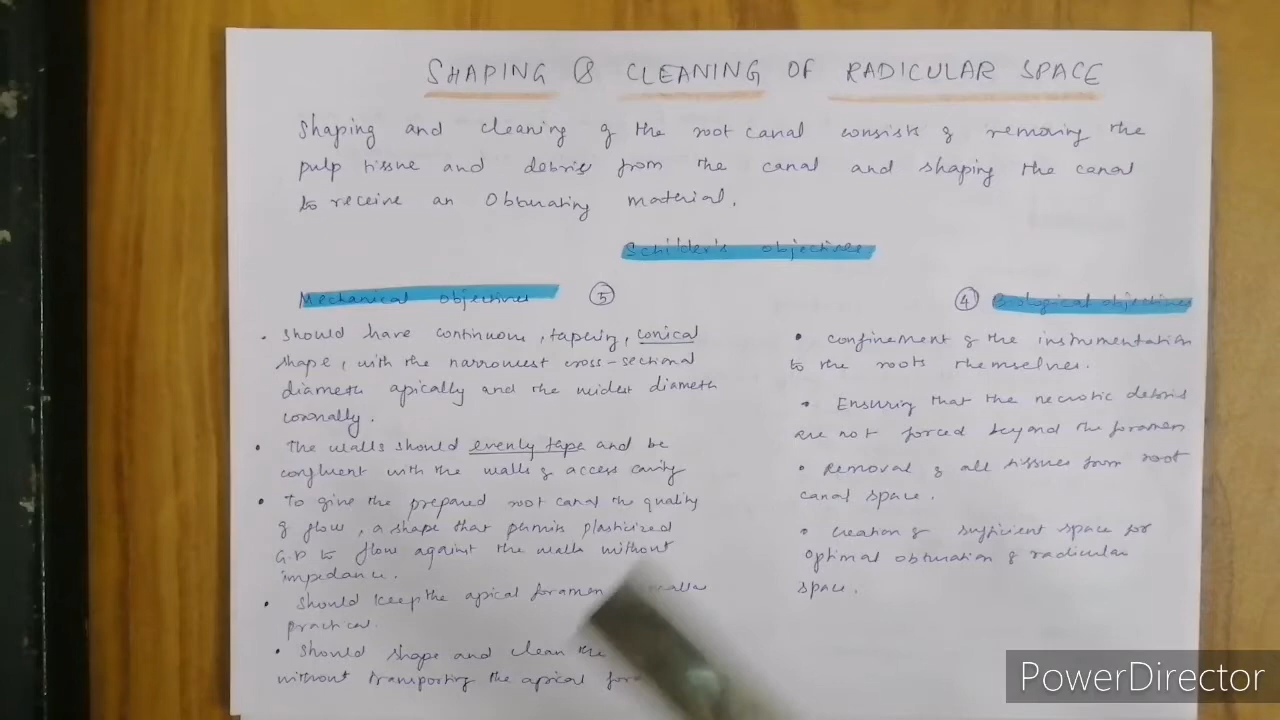 SHAPING & CLEANING OF RADICULAR SPACE
Shaping and cleaning of the root canal consists of removing the
pulp tissue and debris from the canal and shaping the canal
to receive an Obturating material.
Schilder's objectives
Mechanical objectives 5
• Should have continuous, tapering, conical
shape, with the narrowest cross-sectional
diameter apically and the widest diameter
coronally.
• The walls should evenly tape and be
confluent with the walls of access cavity
• To give the prepared root canal the quality
of flow, a shape that permits plasticized
G.P to flow against the walls without
impedance.
• Should keep the apical foramen
practical.
• Should shape and clean the
without transporting the apical
4 Biological objectives
• confinement of the instrumentation
to the roots themselves.
• Ensuring that the necrotic debris
are not forced beyond the foramen
• Removal of all tissues from root
canal space.
• Creation of sufficient space for
optimal obturation of radicular
space.
PowerDirector